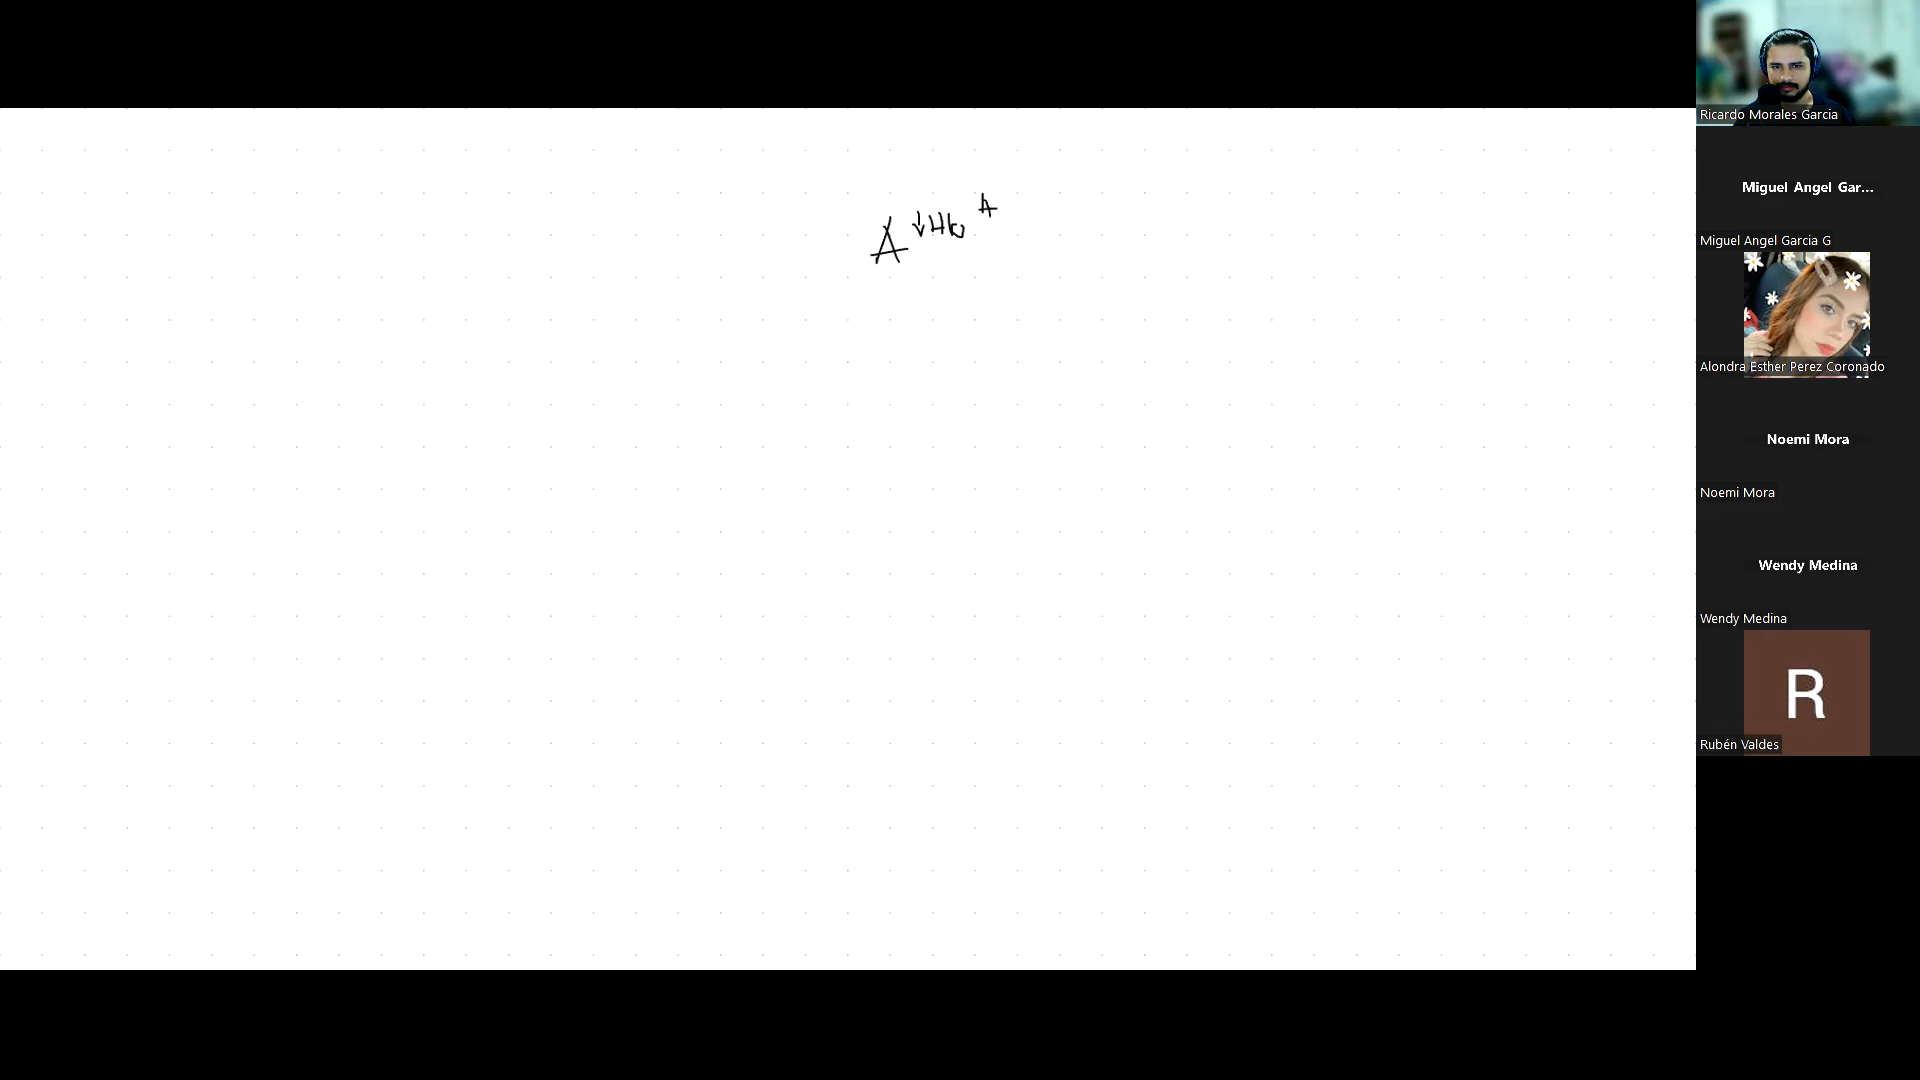 A ↓Hb A
Ricardo Morales Garcia
Miguel Angel Gar...
Miguel Angel Garcia G
Alondra Esther Perez Coronado
Noemi Mora
Noemi Mora
Wendy Medina
Wendy Medina
R
Rubén Valdes